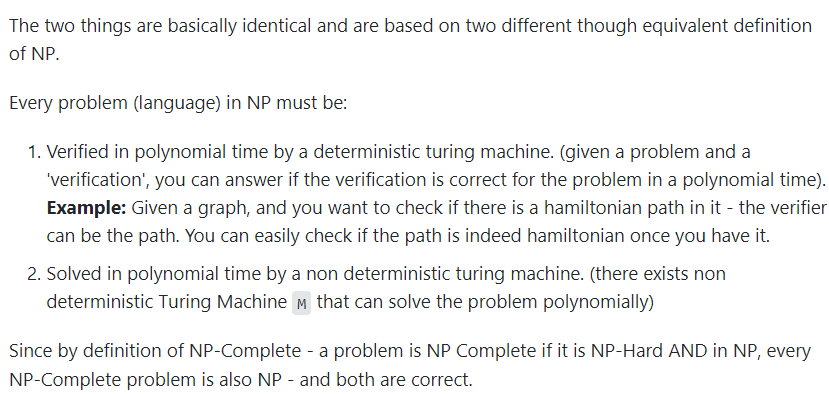 The two things are basically identical and are based on two different though equivalent definition
of NP.
Every problem (language) in NP must be:
1. Verified in polynomial time by a deterministic turing machine. (given a problem and a
'verification', you can answer if the verification is correct for the problem in a polynomial time).
Example: Given a graph, and you want to check if there is a hamiltonian path in it - the verifier
can be the path. You can easily check if the path is indeed hamiltonian once you have it.
2. Solved in polynomial time by a non deterministic turing machine. (there exists non
deterministic Turing Machine M that can solve the problem polynomially)
Since by definition of NP-Complete - a problem is NP Complete if it is NP-Hard AND in NP, every
NP-Complete problem is also NP - and both are correct.